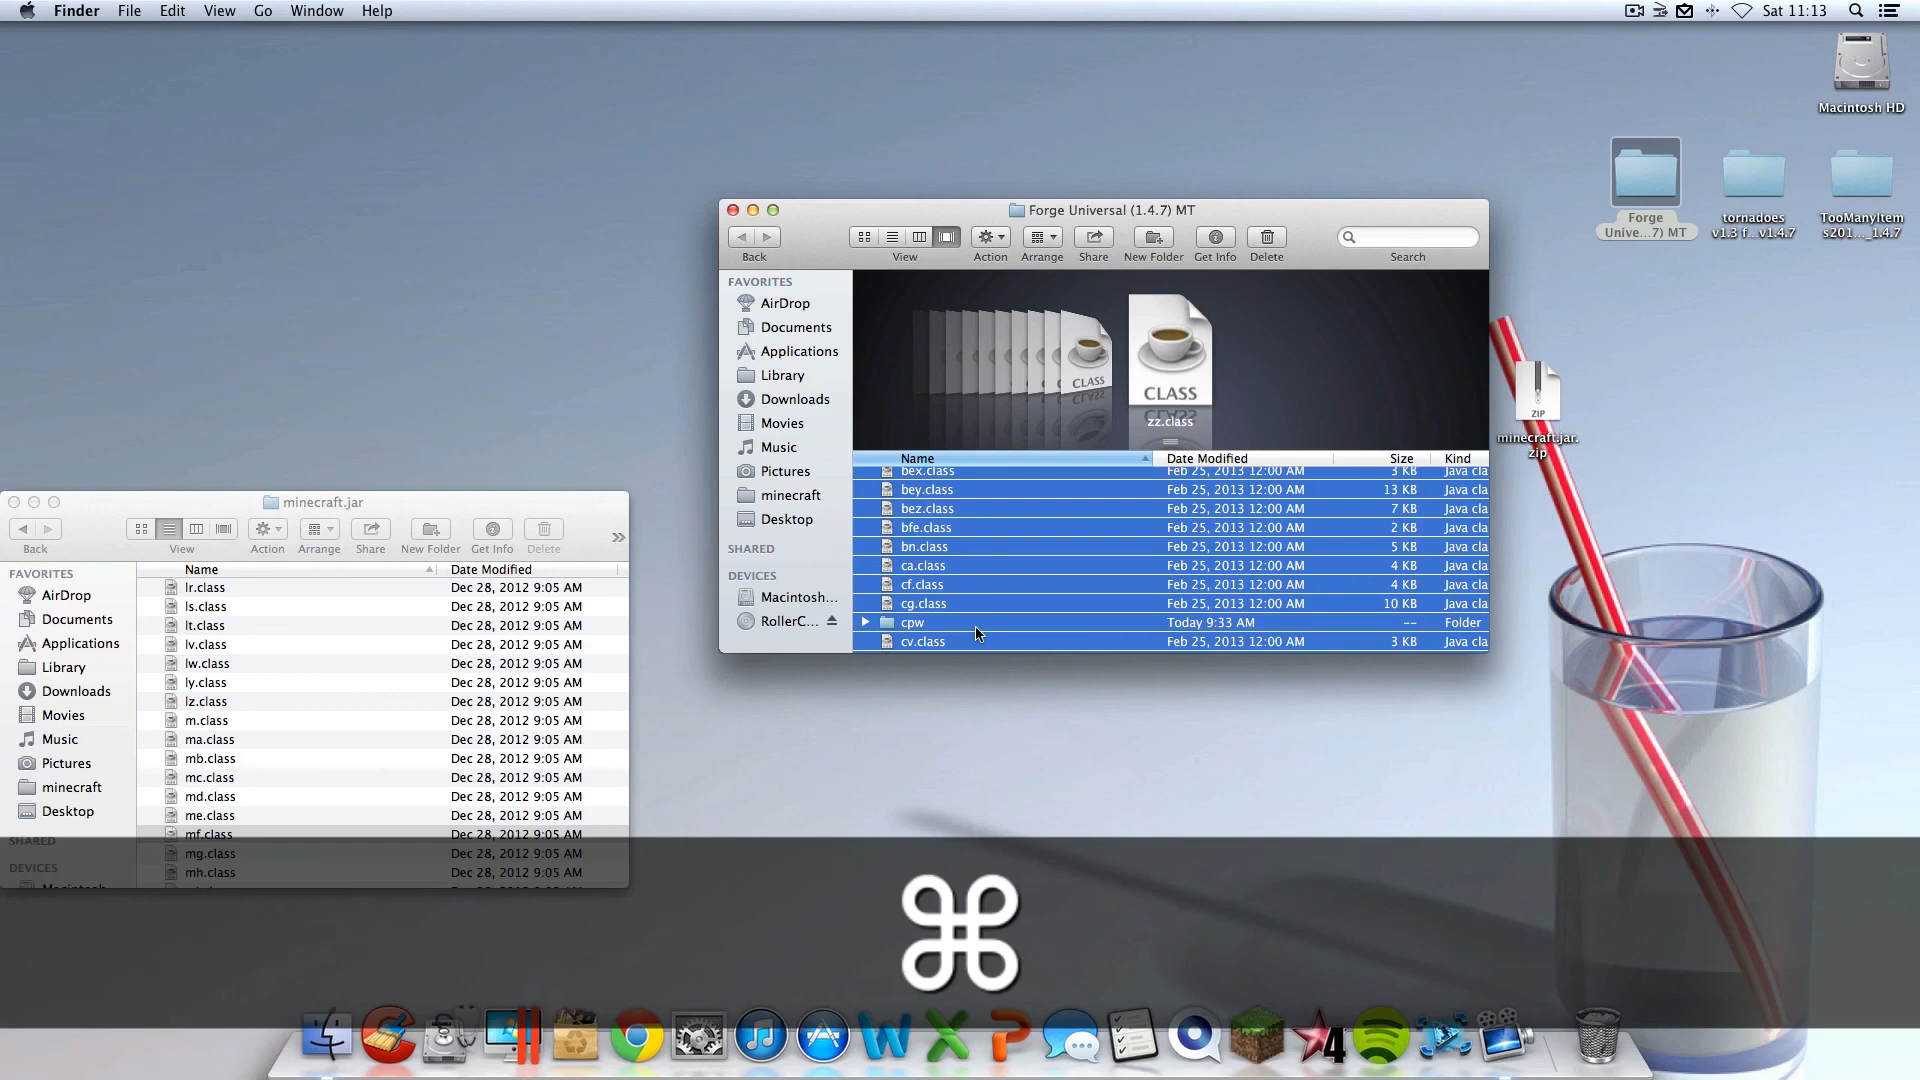 Finder File Edit View Go Window Help
Sat 11:13
Macintosh HD
Forge
Unive...7) MT
tornadoes
v1.3 f...v1.4.7
TooManyItem
s201..._1.4.7
ZIP
minecraft.jar.
zip
Forge Universal (1.4.7) MT
Back View Action Arrange Share New Folder Get Info Delete Search
FAVORITES
AirDrop
Documents
Applications
Library
Downloads
Movies
Music
Pictures
minecraft
Desktop
SHARED
DEVICES
Macintosh...
RollerC...
CLASS
CLASS
zz.class
Name Date Modified Size Kind
bex.class Feb 25, 2013 12:00 AM 3 KB Java cla
bey.class Feb 25, 2013 12:00 AM 13 KB Java cla
bez.class Feb 25, 2013 12:00 AM 7 KB Java cla
bfe.class Feb 25, 2013 12:00 AM 2 KB Java cla
bn.class Feb 25, 2013 12:00 AM 5 KB Java cla
ca.class Feb 25, 2013 12:00 AM 4 KB Java cla
cf.class Feb 25, 2013 12:00 AM 4 KB Java cla
cg.class Feb 25, 2013 12:00 AM 10 KB Java cla
cpw Today 9:33 AM -- Folder
cv.class Feb 25, 2013 12:00 AM 3 KB Java cla
minecraft.jar
Back View Action Arrange Share New Folder Get Info Delete
FAVORITES
AirDrop
Documents
Applications
Library
Downloads
Movies
Music
Pictures
minecraft
Desktop
SHARED
DEVICES
Name Date Modified
lr.class Dec 28, 2012 9:05 AM
ls.class Dec 28, 2012 9:05 AM
lt.class Dec 28, 2012 9:05 AM
lv.class Dec 28, 2012 9:05 AM
lw.class Dec 28, 2012 9:05 AM
ly.class Dec 28, 2012 9:05 AM
lz.class Dec 28, 2012 9:05 AM
m.class Dec 28, 2012 9:05 AM
ma.class Dec 28, 2012 9:05 AM
mb.class Dec 28, 2012 9:05 AM
mc.class Dec 28, 2012 9:05 AM
md.class Dec 28, 2012 9:05 AM
me.class Dec 28, 2012 9:05 AM
mf.class Dec 28, 2012 9:05 AM
mg.class Dec 28, 2012 9:05 AM
mh.class Dec 28, 2012 9:05 AM